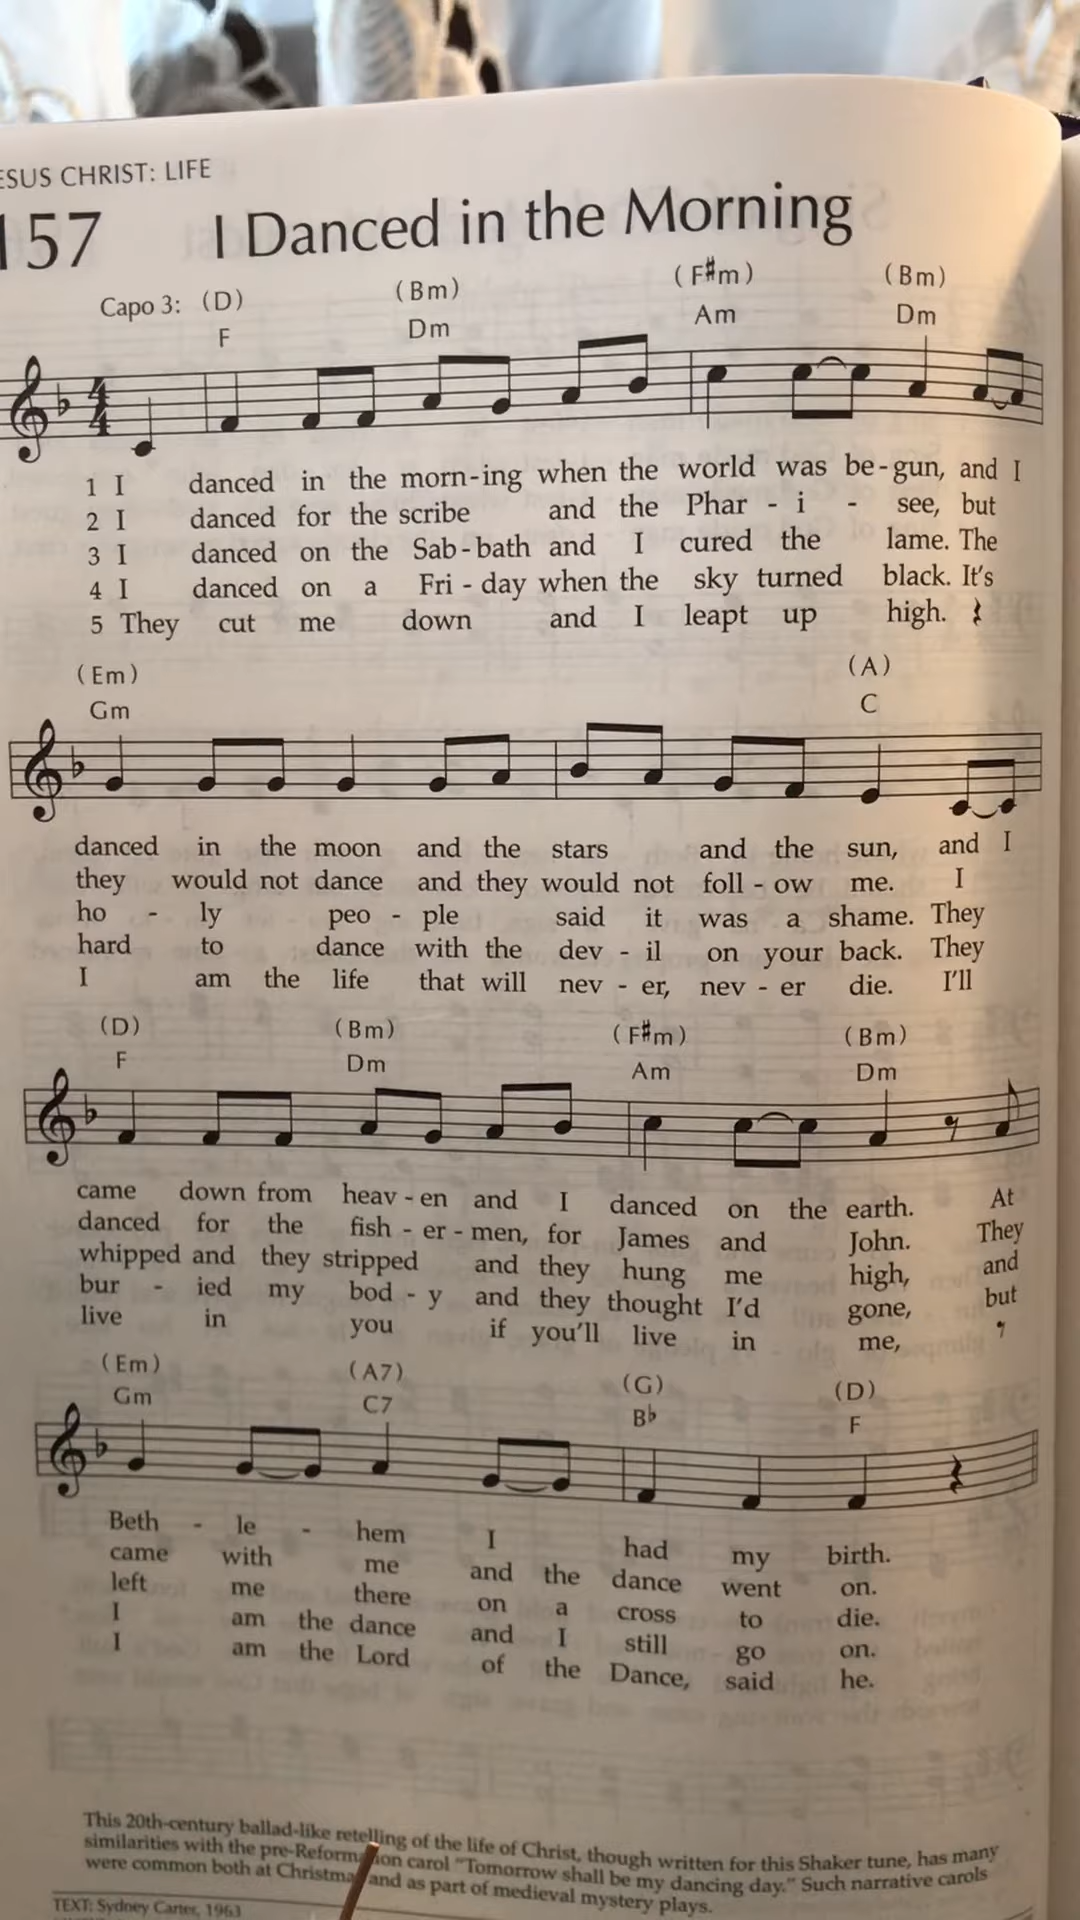 ESUS CHRIST: LIFE
157 I Danced in the Morning
Capo 3: (D) (Bm) (F#m) (Bm)
F Dm Am Dm
1 I danced in the morn-ing when the world was be-gun, and I
2 I danced for the scribe and the Phar - i - see, but
3 I danced on the Sab-bath and I cured the lame. The
4 I danced on a Fri - day when the sky turned black. It's
5 They cut me down and I leapt up high.
(Em) (A)
Gm C
danced in the moon and the stars and the sun, and I
they would not dance and they would not foll - ow me. I
ho - ly peo - ple said it was a shame. They
hard to dance with the dev - il on your back. They
I am the life that will nev - er, nev - er die. I'll
(D) (Bm) (F#m) (Bm)
F Dm Am Dm
came down from heav - en and I danced on the earth. At
danced for the fish - er - men, for James and John. They
whipped and they stripped and they hung me high, and
bur - ied my bod - y and they thought I'd gone, but
live in you if you'll live in me,
(Em) (A7) (G) (D)
Gm C7 B♭ F
Beth - le - hem I had my birth.
came with me and the dance went on.
left me there on a cross to die.
I am the dance and I still go on.
I am the Lord of the Dance, said he.
This 20th-century ballad-like retelling of the life of Christ, though written for this Shaker tune, has many
similarities with the pre-Reformation carol "Tomorrow shall be my dancing day." Such narrative carols
were common both at Christmas and as part of medieval mystery plays.
TEXT: Sydney Carter, 1963